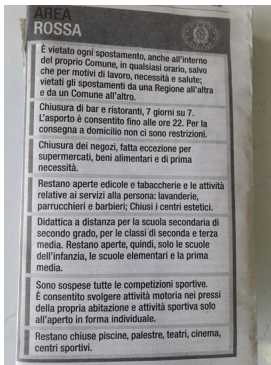 AREA
ROSSA
È vietato ogni spostamento, anche all'interno
del proprio Comune, in qualsiasi orario, salvo
che per motivi di lavoro, necessità e salute;
vietati gli spostamenti da una Regione all'altra
e da un Comune all'altro.
Chiusura di bar e ristoranti, 7 giorni su 7.
L'asporto è consentito fino alle ore 22. Per la
consegna a domicilio non ci sono restrizioni.
Chiusura dei negozi, fatta eccezione per
supermercati, beni alimentari e di prima
necessità.
Restano aperte edicole e tabaccherie e le attività
relative ai servizi alla persona: lavanderie,
parrucchieri e barbieri; Chiusi i centri estetici.
Didattica a distanza per la scuola secondaria di
secondo grado, per le classi di seconda e terza
media. Restano aperte, quindi, solo le scuole
dell'infanzia, le scuole elementari e la prima
media.
Sono sospese tutte le competizioni sportive.
È consentito svolgere attività motoria nei pressi
della propria abitazione e attività sportiva solo
all'aperto in forma individuale.
Restano chiuse piscine, palestre, teatri, cinema,
centri sportivi.